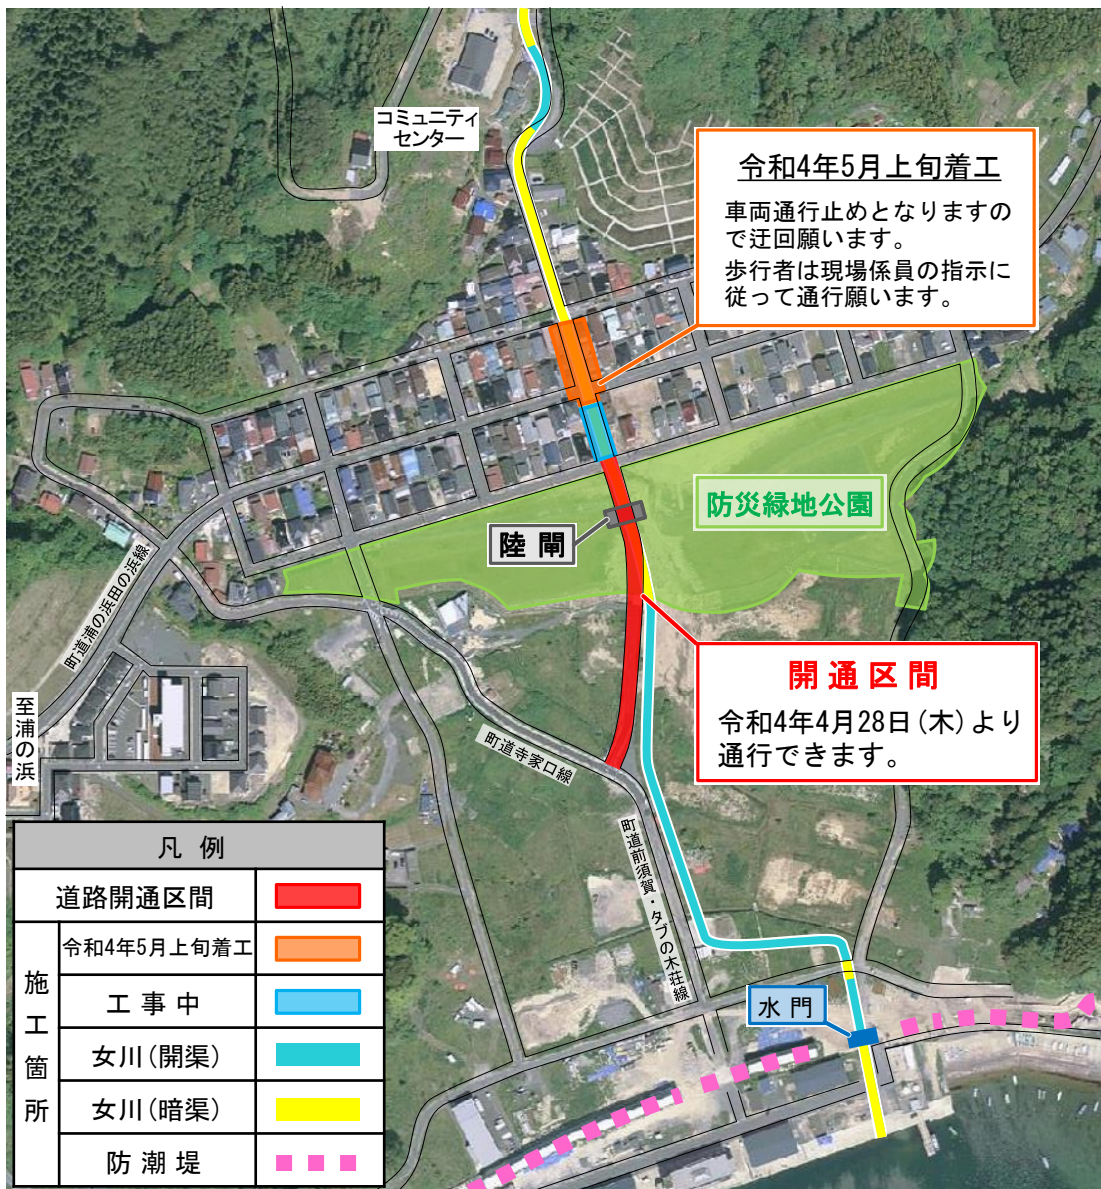 コミュニティ
センター
令和4年5月上旬着工
車両通行止めとなりますの
で迂回願います。
歩行者は現場係員の指示に
従って通行願います。
防災緑地公園
陸閘
町道浦の浜田の浜線
開通区間
令和4年4月28日(木)より
通行できます。
至浦の浜
町道寺家口線
町道前須賀・タブの木荘線
水門
凡例
道路開通区間
施工箇所
令和4年5月上旬着工
工事中
女川(開渠)
女川(暗渠)
防潮堤